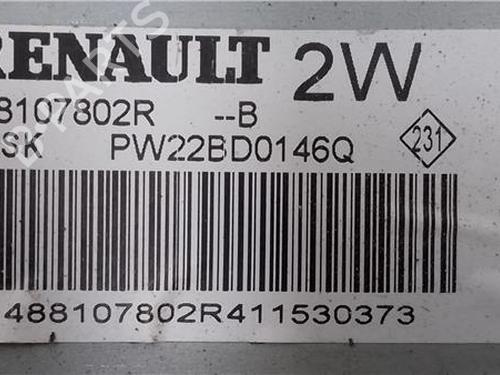 RENAULT 2W
8107802R --B
SK PW22BD0146Q 231
488107802R411530373